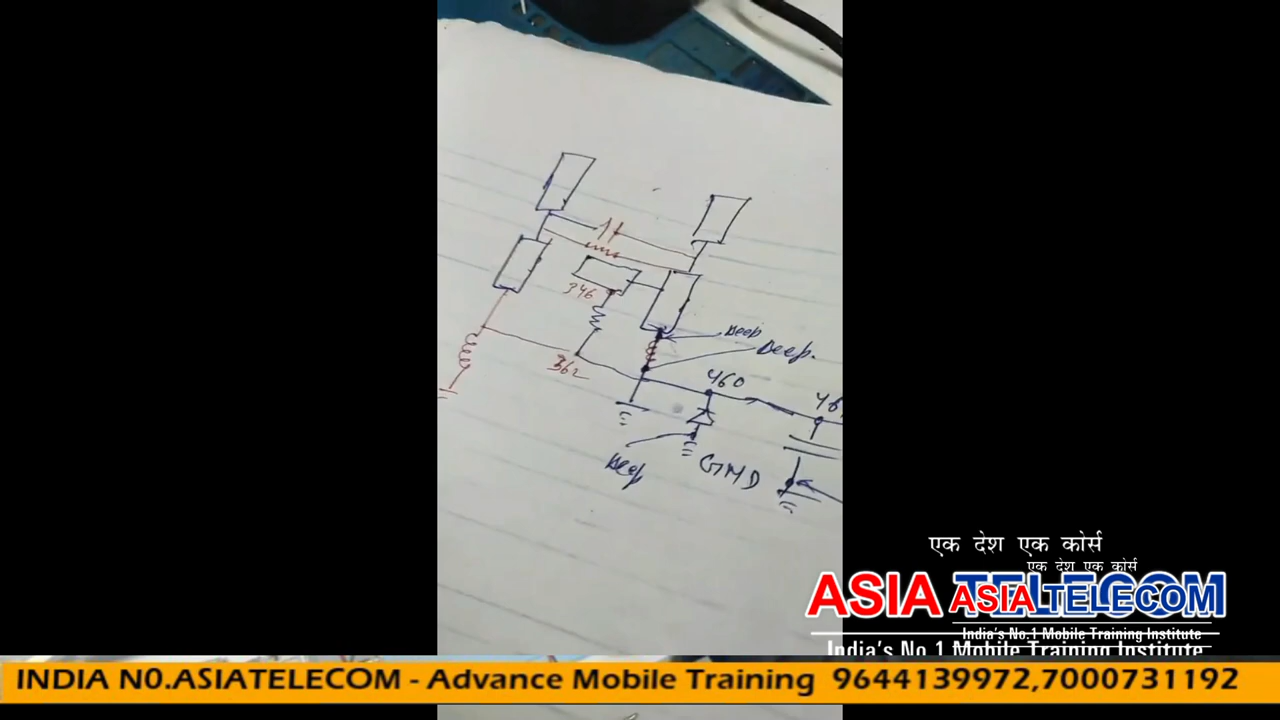 346
362
Beep
Beep.
460
46
Beep
GND
एक देश एक कोर्स
एक देश एक कोर्स
ASIA TELECOM
ASIA TELECOM
India's No.1 Mobile Training Institute
India's No.1 Mobile Training Institute
INDIA N0.ASIATELECOM - Advance Mobile Training 9644139972,7000731192